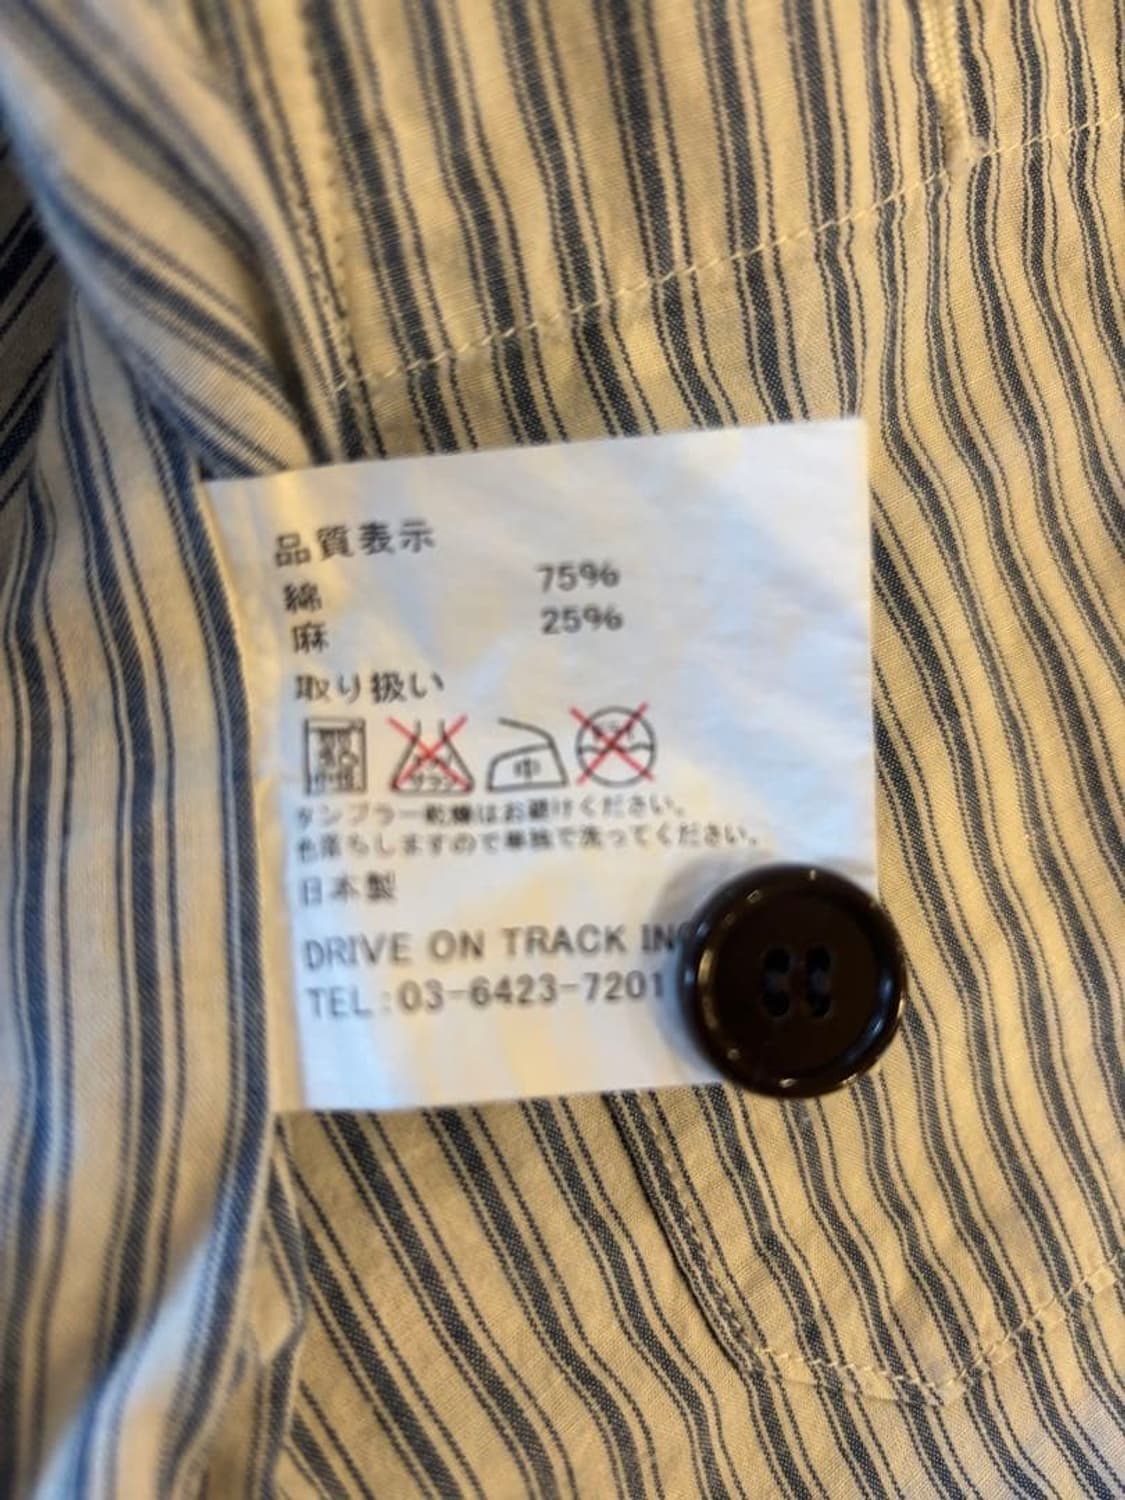 品質表示
綿 75%
麻 25%
取り扱い
中
タンブラー乾燥はお避けください。
色落ちしますので単独で洗ってください。
日本製
DRIVE ON TRACK INC
TEL:03-6423-7201